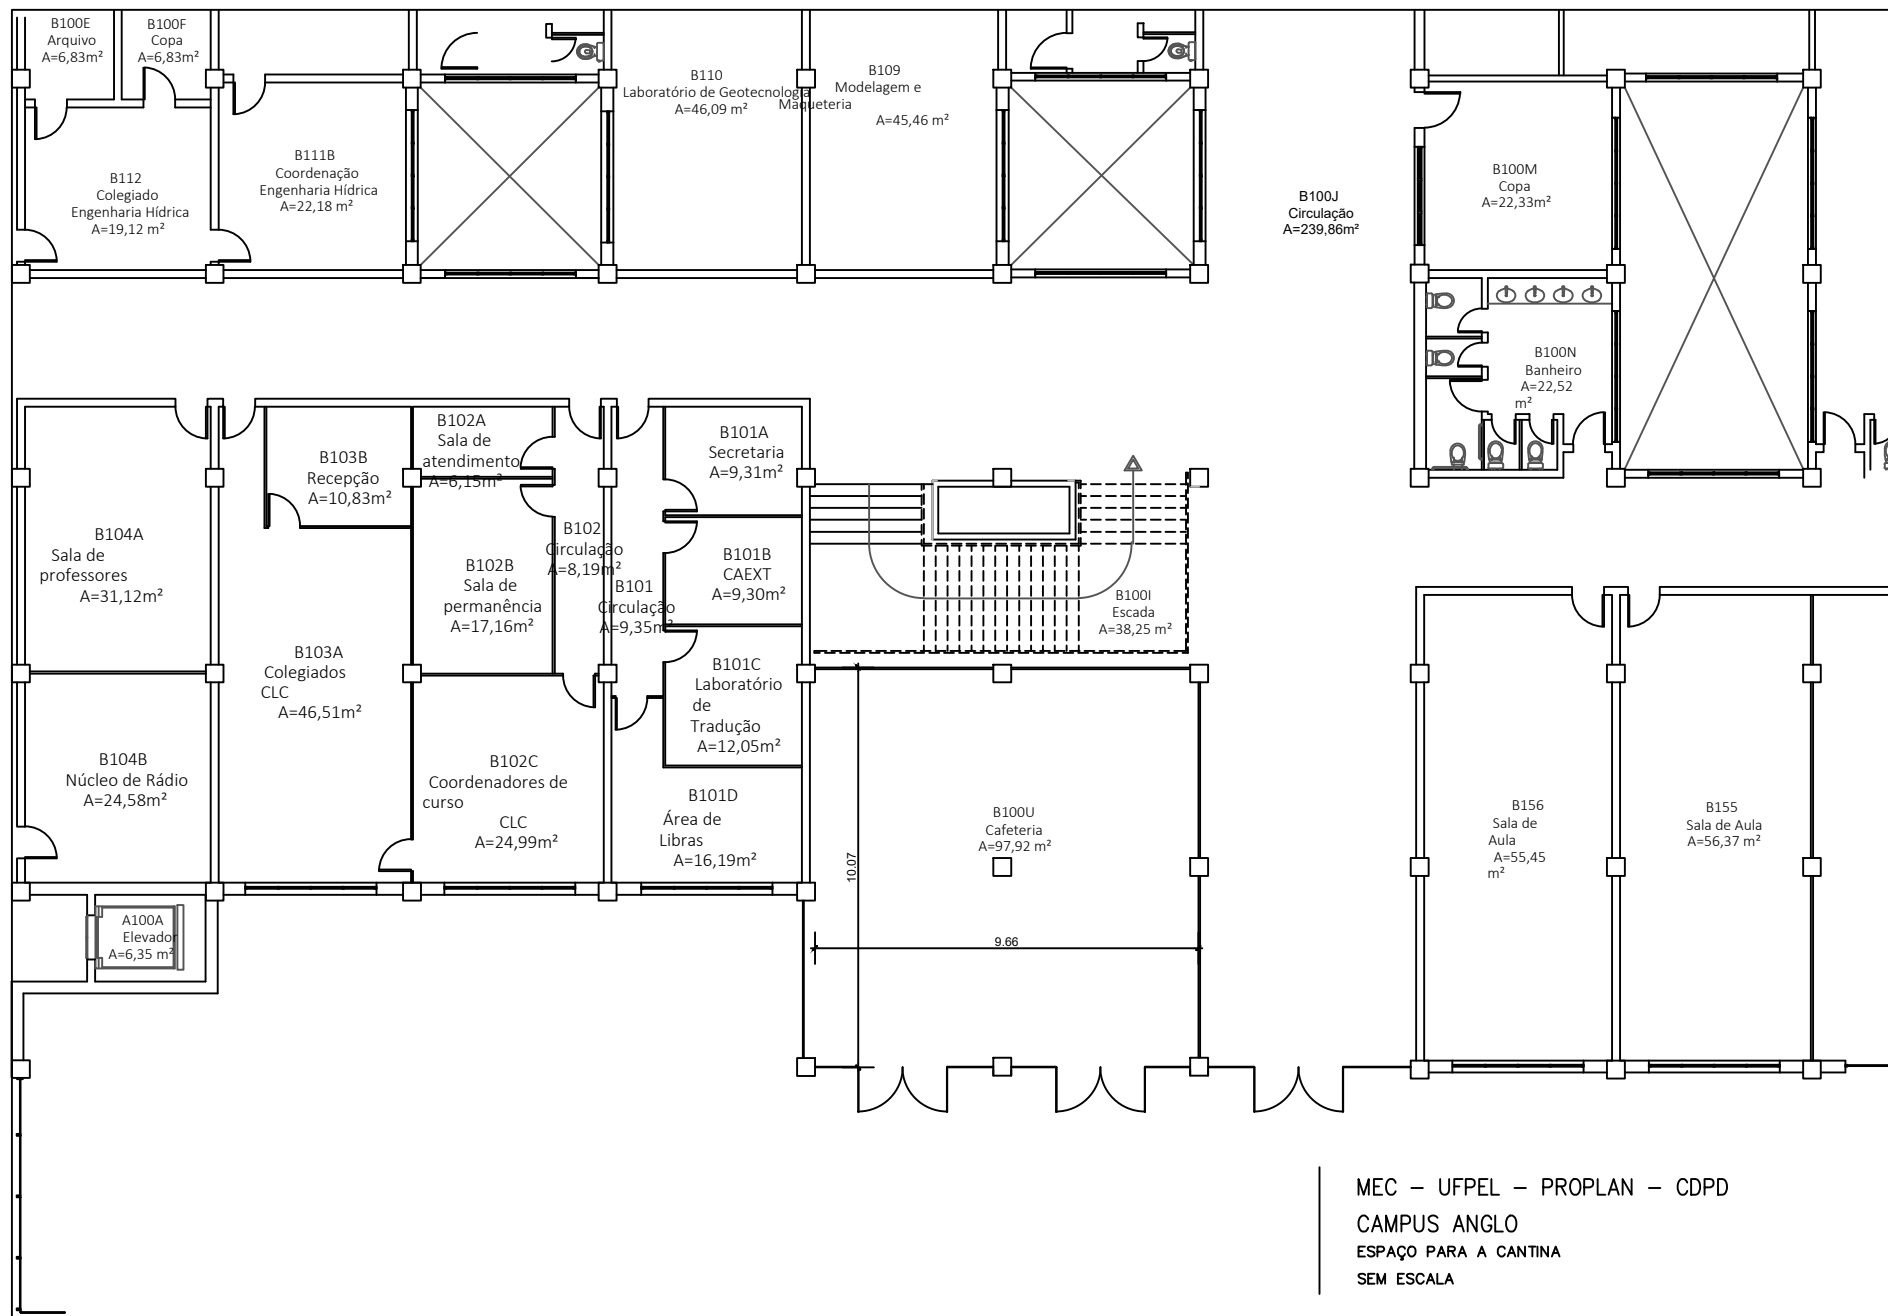 B100E
Arquivo
A=6,83m²
B100F
Copa
A=6,83m²
B110
Laboratório de Geotecnologia
A=46,09 m²
B109
Modelagem e
Maqueteria
A=45,46 m²
B112
Colegiado
Engenharia Hídrica
A=19,12 m²
B111B
Coordenação
Engenharia Hídrica
A=22,18 m²
B100J
Circulação
A=239,86m²
B100M
Copa
A=22,33m²
B100N
Banheiro
A=22,52
m²
B104A
Sala de
professores
A=31,12m²
B103B
Recepção
A=10,83m²
B102A
Sala de
atendimento
A=6,15m²
B101A
Secretaria
A=9,31m²
B102
Circulação
A=8,19m²
B102B
Sala de
permanência
A=17,16m²
B101
Circulação
A=9,35m²
B101B
CAEXT
A=9,30m²
B100I
Escada
A=38,25 m²
B103A
Colegiados
CLC
A=46,51m²
B101C
Laboratório
de
Tradução
A=12,05m²
B104B
Núcleo de Rádio
A=24,58m²
B102C
Coordenadores de
curso
CLC
A=24,99m²
B101D
Área de
Libras
A=16,19m²
B100U
Cafeteria
A=97,92 m²
10.07
9.66
B156
Sala de
Aula
A=55,45
m²
B155
Sala de Aula
A=56,37 m²
A100A
Elevador
A=6,35 m²
MEC – UFPEL – PROPLAN – CDPD
CAMPUS ANGLO
ESPAÇO PARA A CANTINA
SEM ESCALA